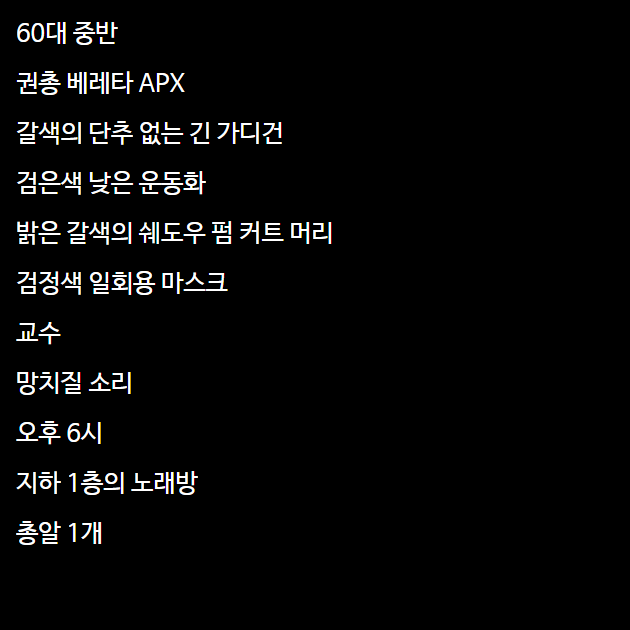 60대 중반
권총 베레타 APX
갈색의 단추 없는 긴 가디건
검은색 낮은 운동화
밝은 갈색의 쉐도우 펌 커트 머리
검정색 일회용 마스크
교수
망치질 소리
오후 6시
지하 1층의 노래방
총알 1개